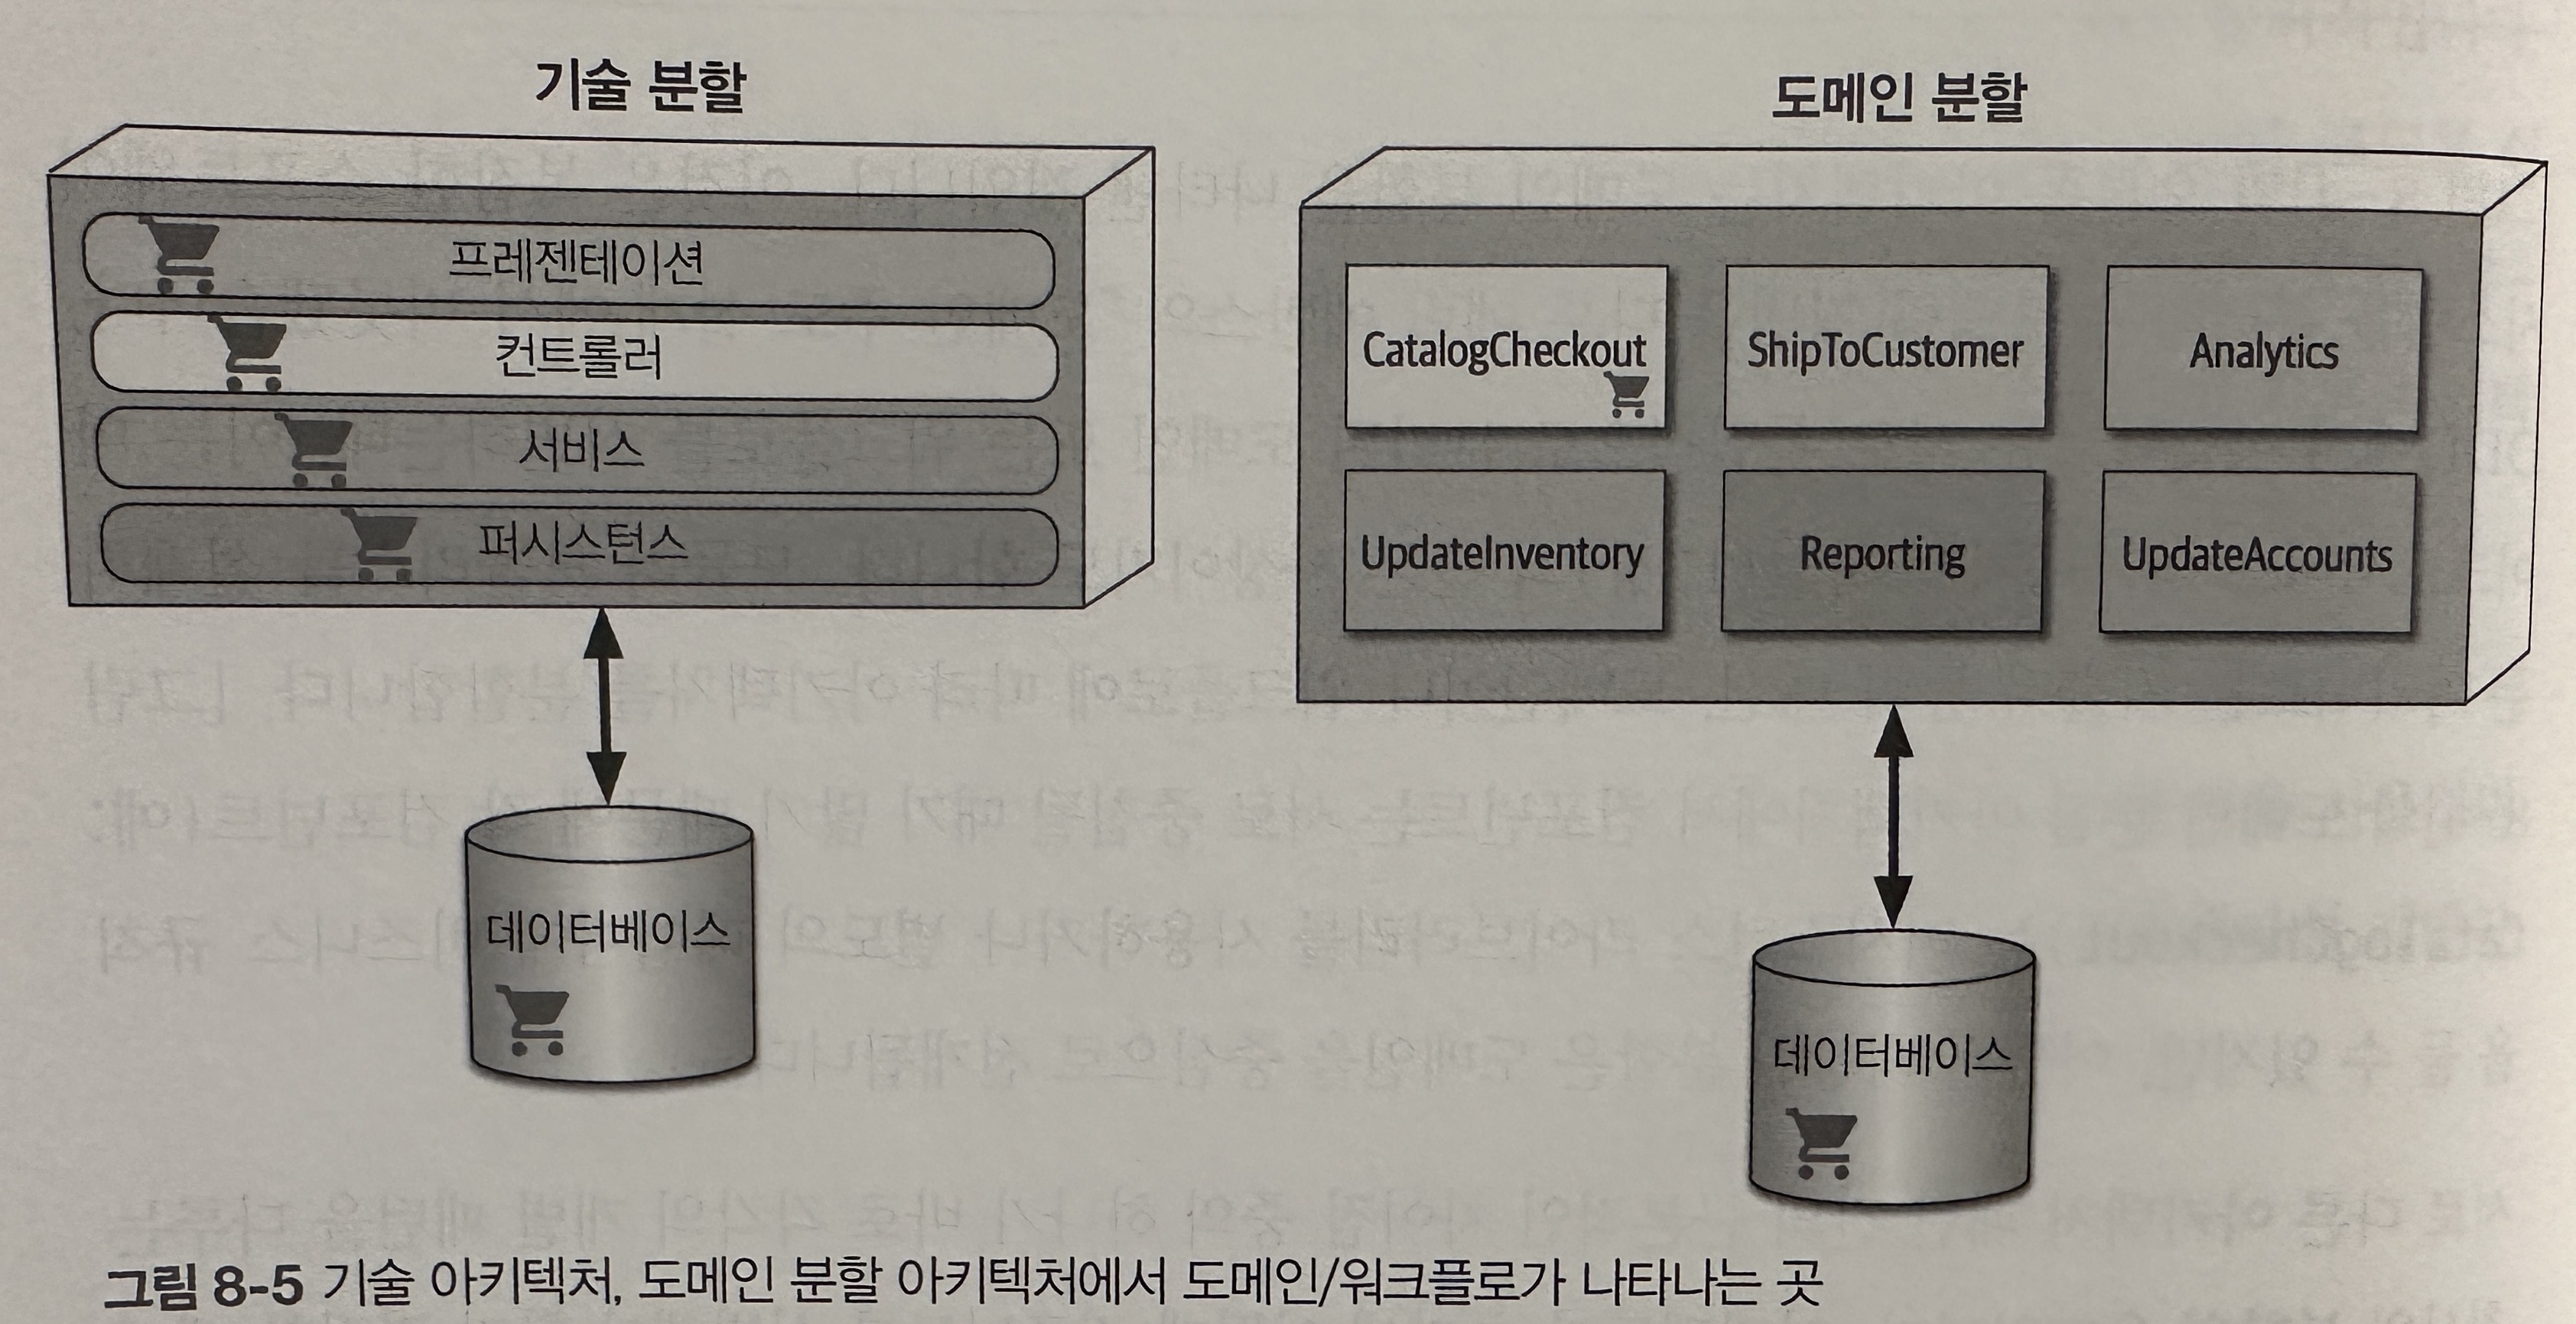 기술 분할
프레젠테이션
컨트롤러
서비스
퍼시스턴스
데이터베이스
도메인 분할
CatalogCheckout
ShipToCustomer
Analytics
UpdateInventory
Reporting
UpdateAccounts
데이터베이스
그림 8-5 기술 아키텍처, 도메인 분할 아키텍처에서 도메인/워크플로가 나타나는 곳